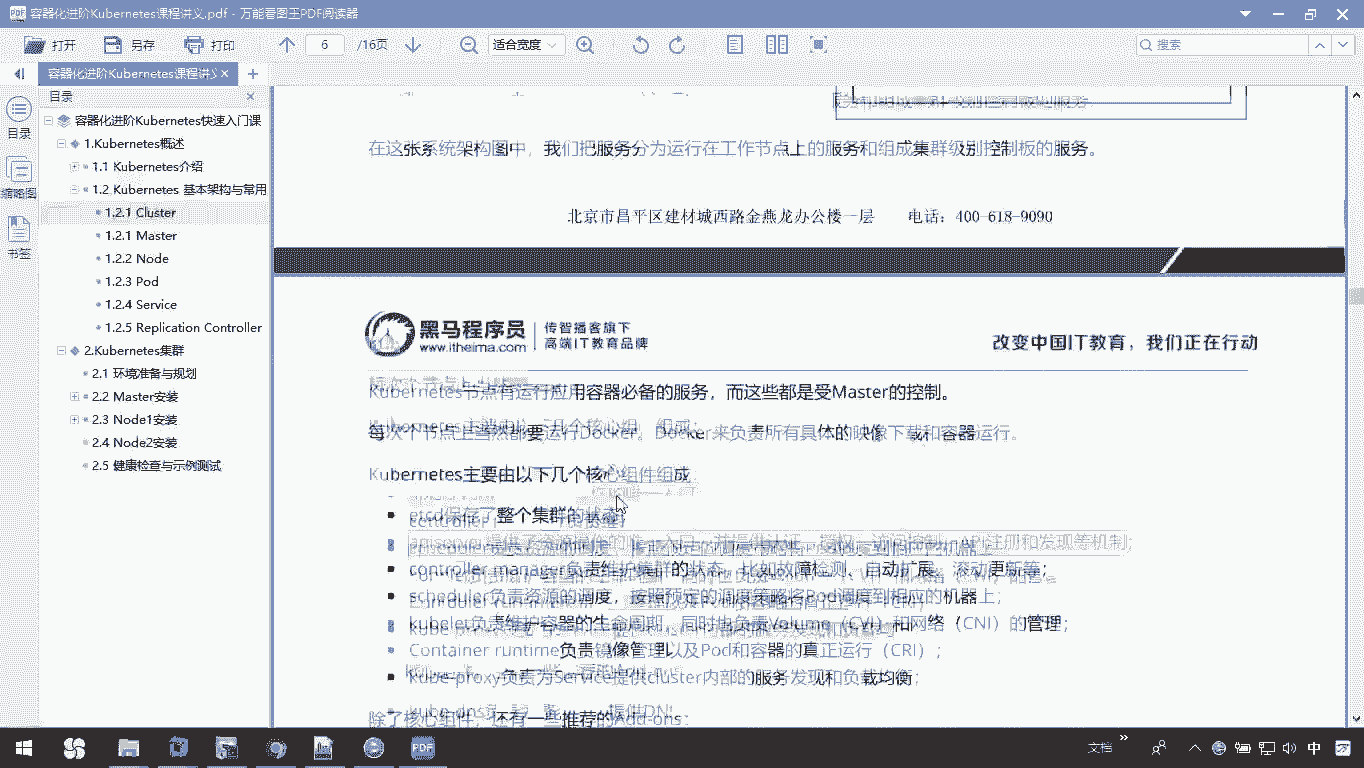 容器化进阶Kubernetes课程讲义.pdf - 万能看图王PDF阅读器
打开
另存
打印
6
/16页
适合宽度
搜索
容器化进阶Kubernetes课程讲义
目录
目录
缩略图
书签
容器化进阶Kubernetes快速入门课
1.Kubernetes概述
1.1 Kubernetes介绍
1.2 Kubernetes 基本架构与常用
1.2.1 Cluster
1.2.1 Master
1.2.2 Node
1.2.3 Pod
1.2.4 Service
1.2.5 Replication Controller
2.Kubernetes集群
2.1 环境准备与规划
2.2 Master安装
2.3 Node1安装
2.4 Node2安装
2.5 健康检查与示例测试
在这张系统架构图中，我们把服务分为运行在工作节点上的服务和组成集群级别控制板的服务。
北京市昌平区建材城西路金燕龙办公楼一层 电话：400-618-9090
黑马程序员
www.itheima.com
传智播客旗下
高端IT教育品牌
改变中国IT教育，我们正在行动
Kubernetes节点有运行应用容器必备的服务，而这些都是受Master的控制。
每次个节点上当然都要运行Docker。Docker来负责所有具体的映像下载和容器运行。
Kubernetes主要由以下几个核心组件组成：
etcd保存了整个集群的状态；
apiserver提供了资源操作的唯一入口，并提供认证、授权、访问控制、API注册和发现等机制；
controller manager负责维护集群的状态，比如故障检测、自动扩展、滚动更新等；
scheduler负责资源的调度，按照预定的调度策略将Pod调度到相应的机器上；
kubelet负责维护容器的生命周期，同时也负责Volume（CVI）和网络（CNI）的管理；
Container runtime负责镜像管理以及Pod和容器的真正运行（CRI）；
kube-proxy负责为Service提供cluster内部的服务发现和负载均衡；
除了核心组件，还有一些推荐的Add-ons：
文档
中